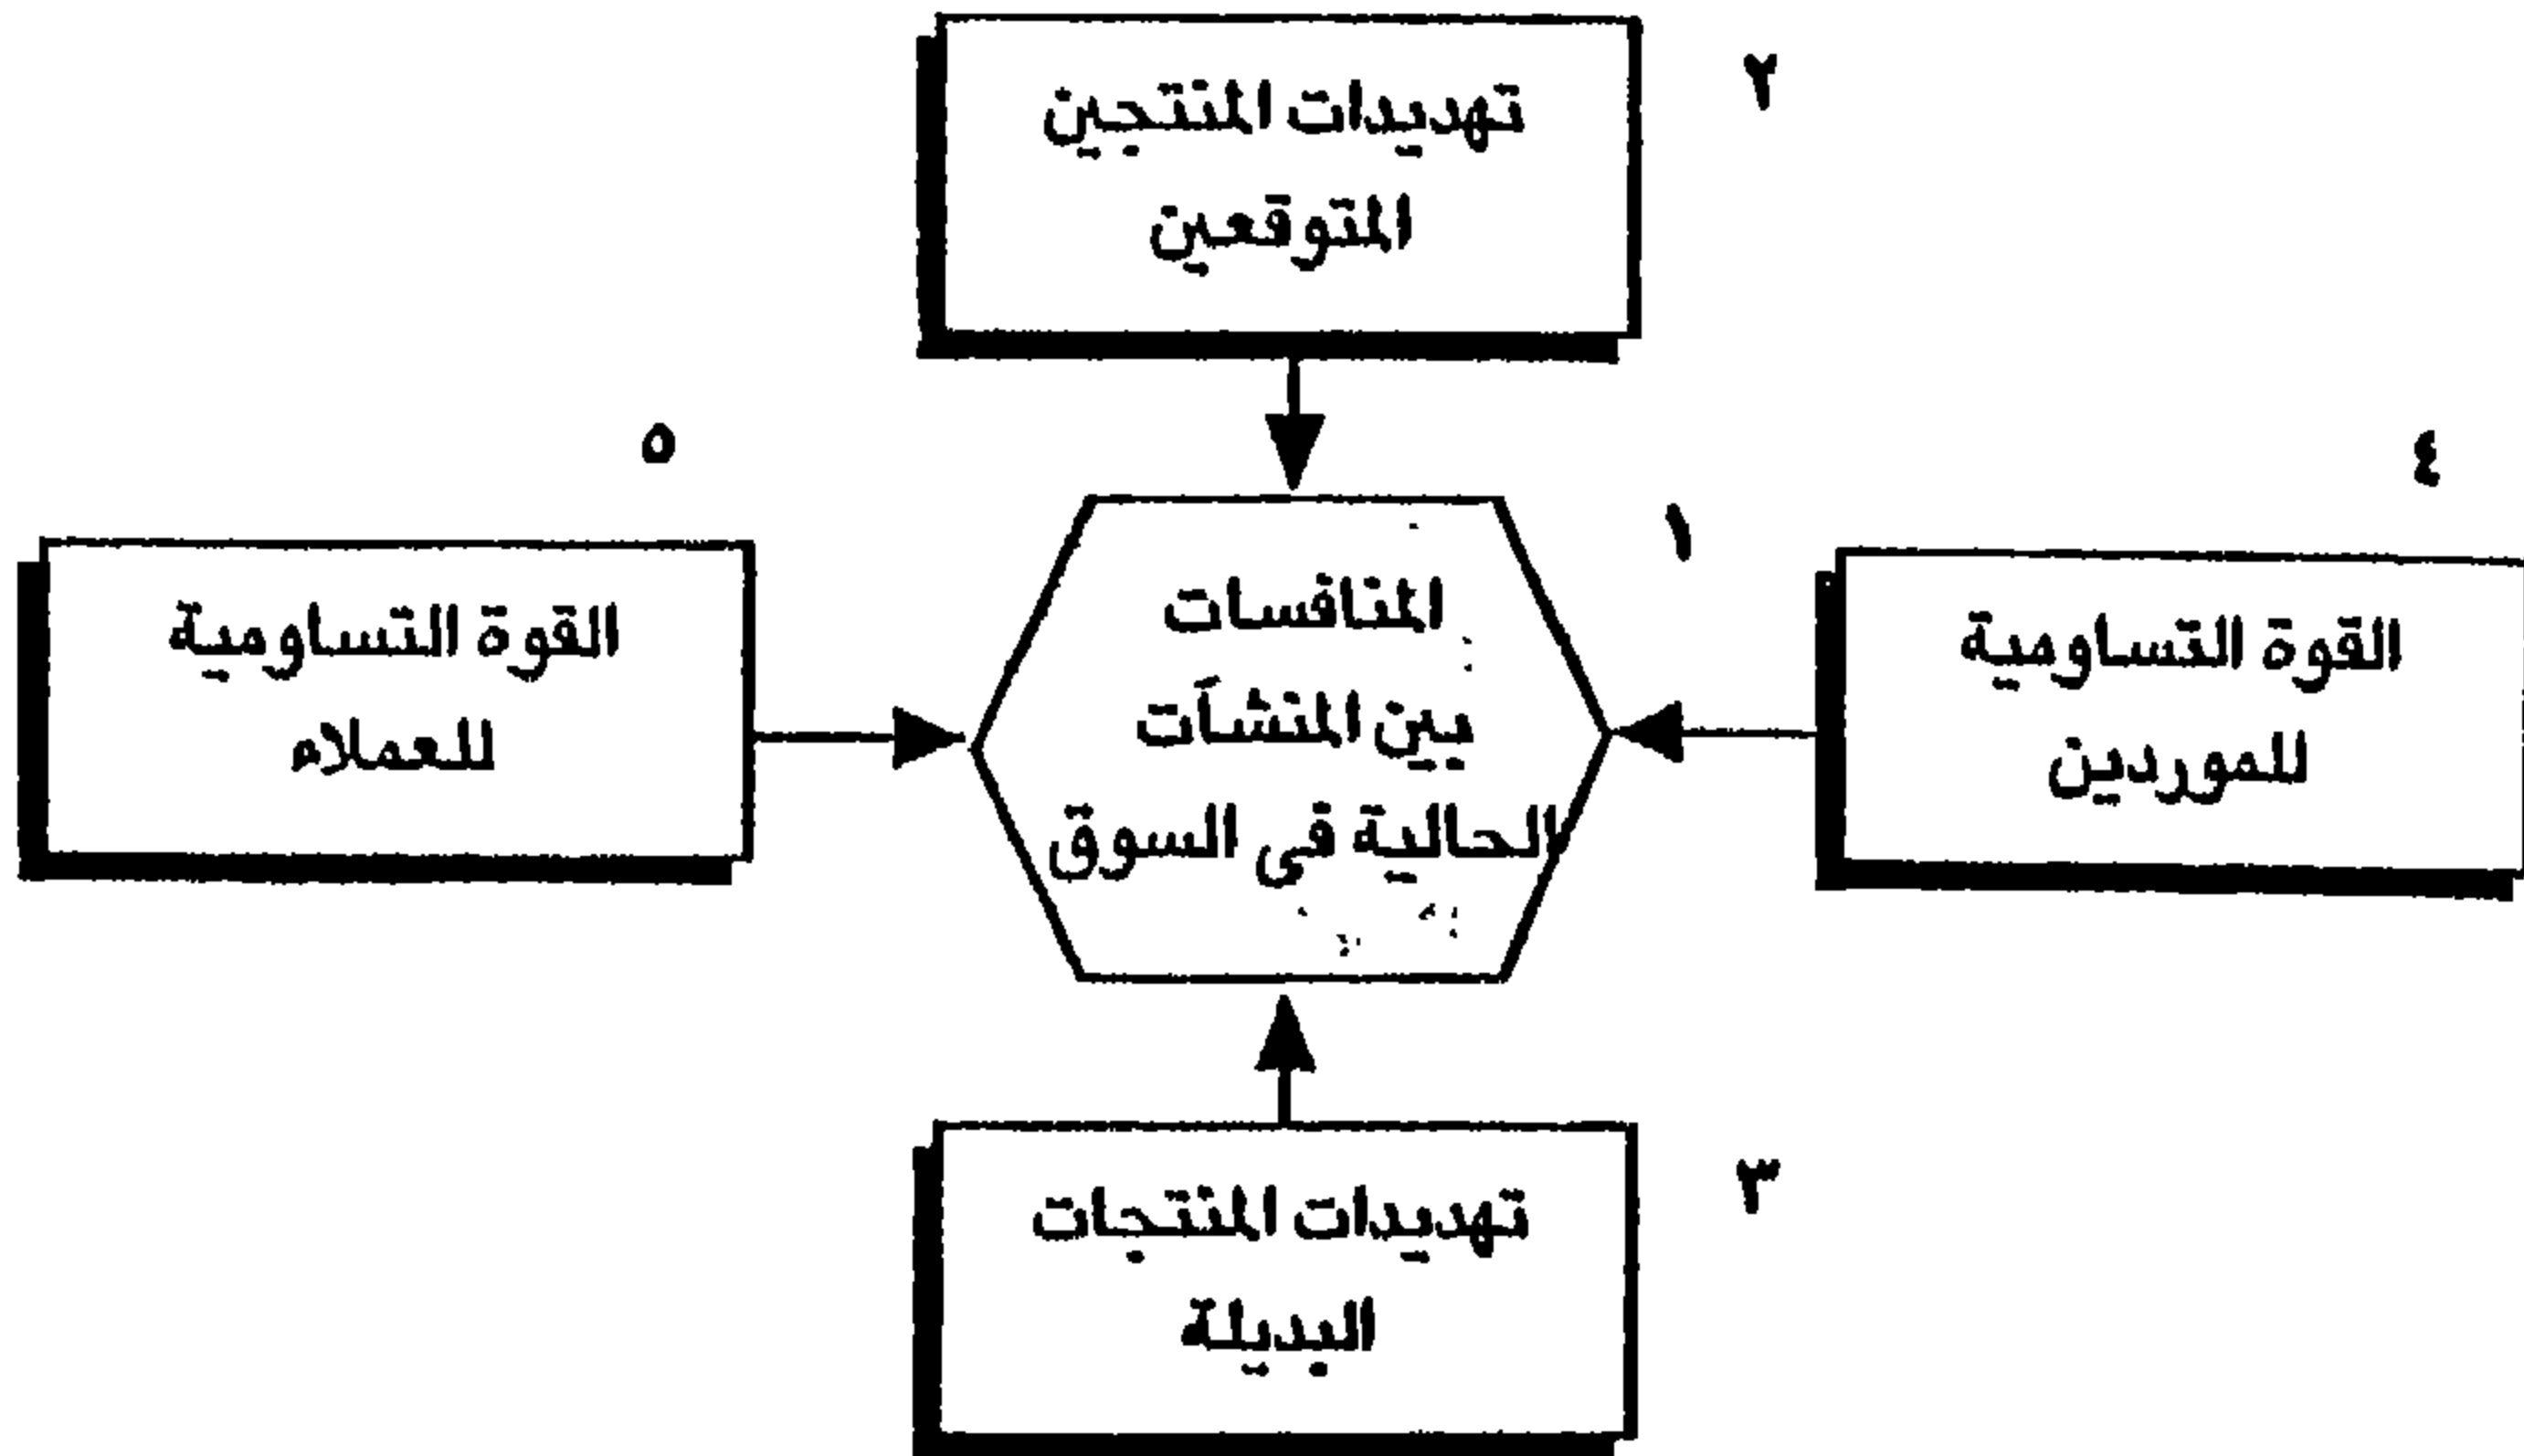 ٢
تهديدات المنتجين
المتوقعين
٤
القوة التساومية
للموردين
١
المنافسات
بين المنشآت
الحالية فى السوق
٥
القوة التساومية
للعملاء
٣
تهديدات المنتجات
البديلة